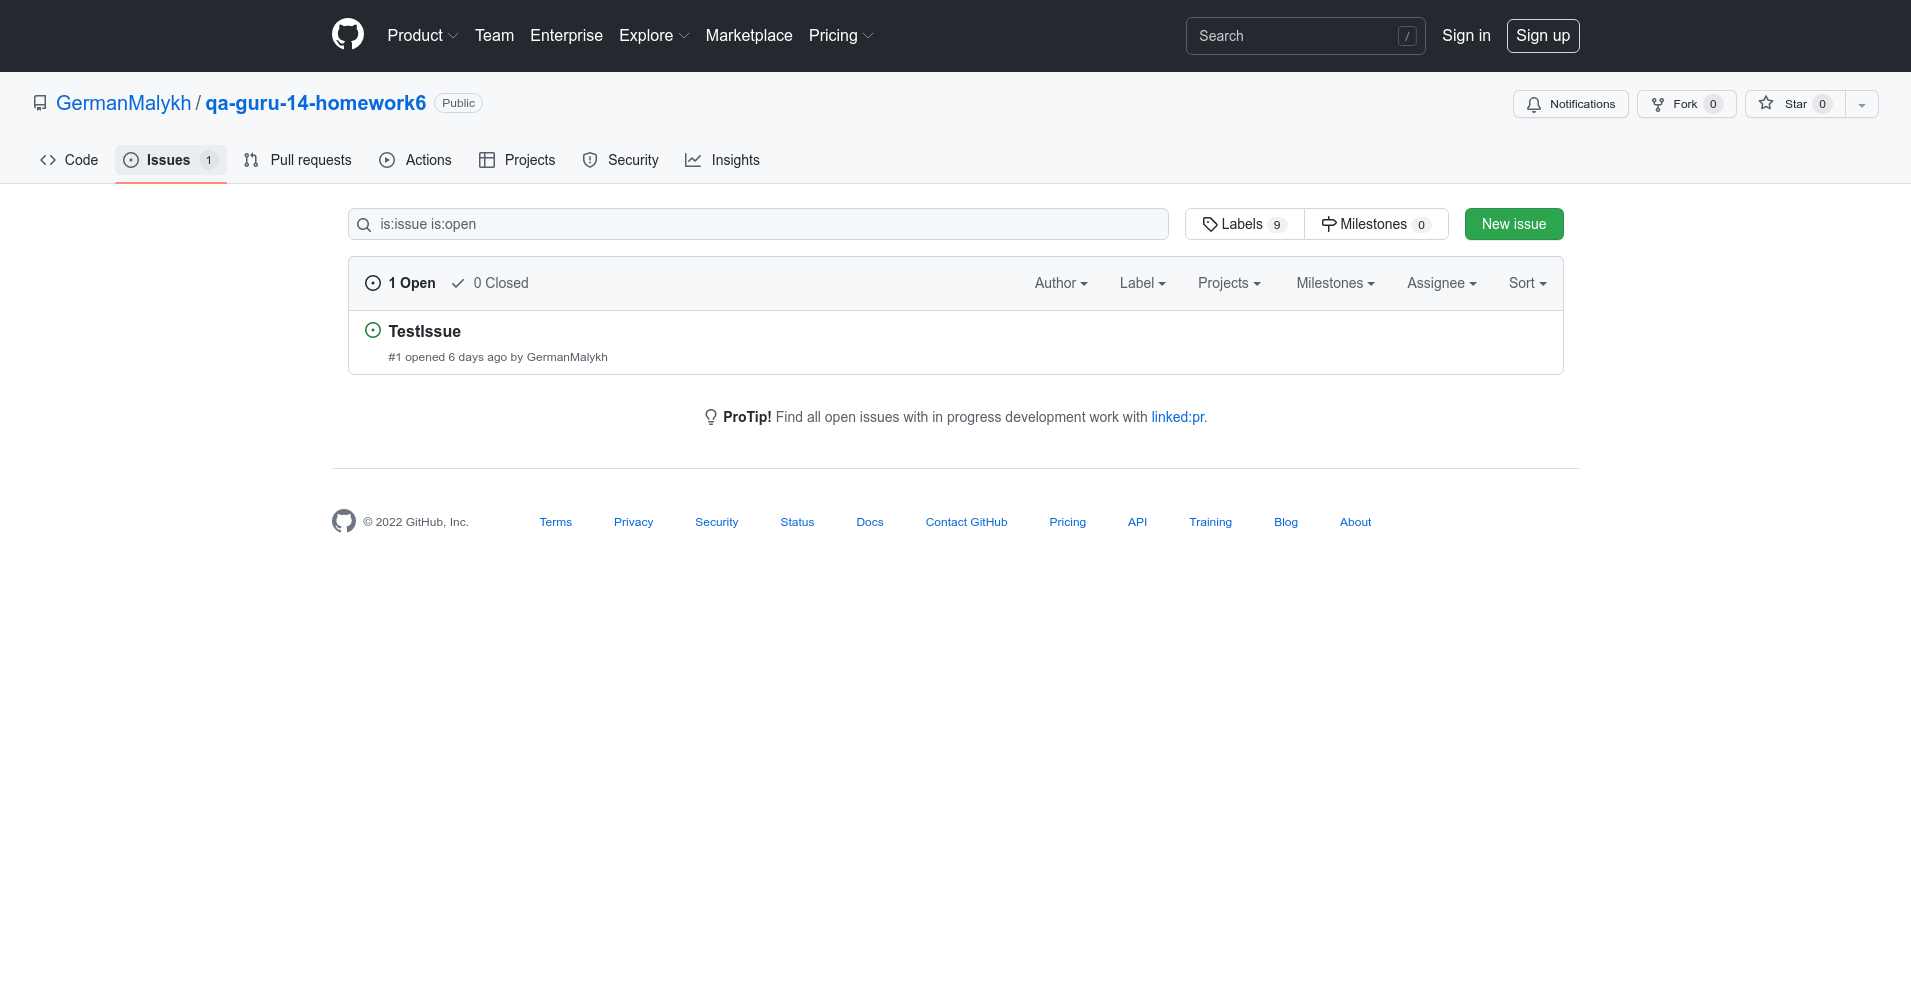 Product Team Enterprise Explore Marketplace Pricing Search / Sign in Sign up
GermanMalykh / qa-guru-14-homework6 Public Notifications Fork 0 Star 0
Code Issues 1 Pull requests Actions Projects Security Insights
is:issue is:open Labels 9 Milestones 0 New issue
1 Open 0 Closed Author Label Projects Milestones Assignee Sort
TestIssue
#1 opened 6 days ago by GermanMalykh
ProTip! Find all open issues with in progress development work with linked:pr.
© 2022 GitHub, Inc. Terms Privacy Security Status Docs Contact GitHub Pricing API Training Blog About